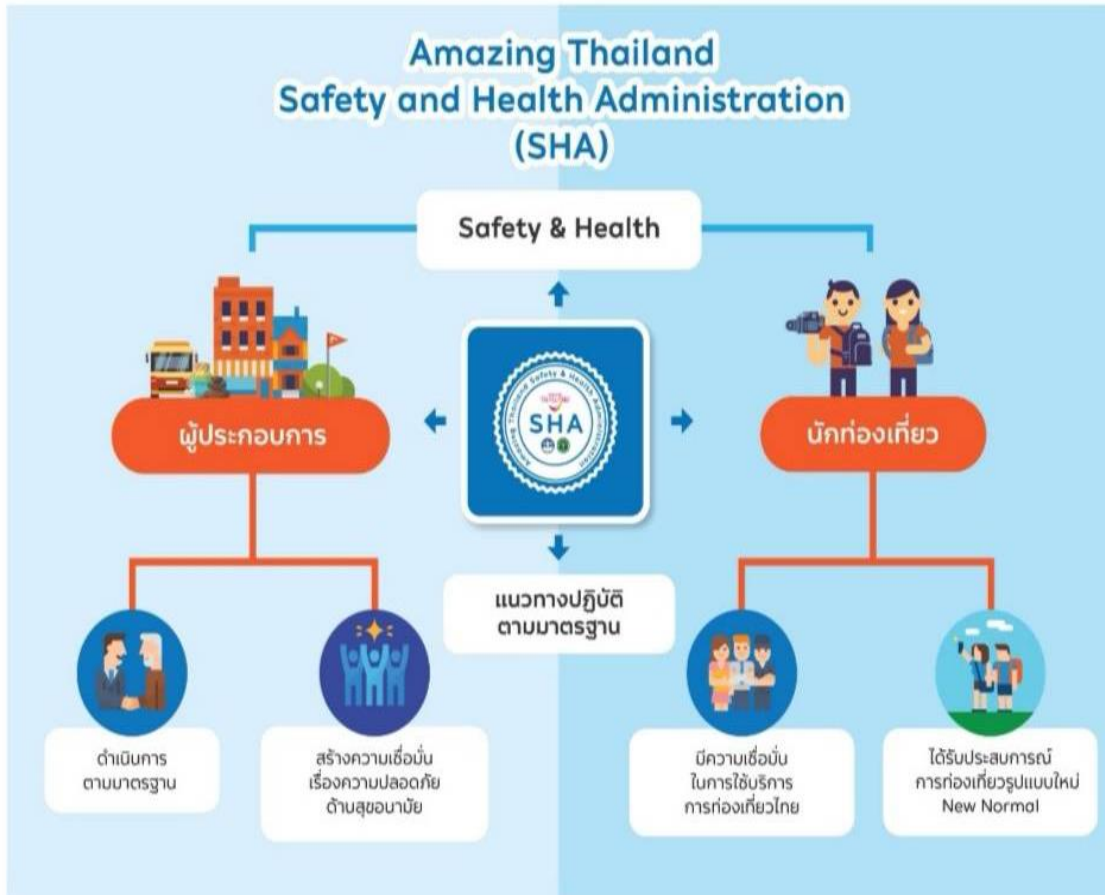 Amazing Thailand
Safety and Health Administration
(SHA)
Safety & Health
ผู้ประกอบการ
Amazing Thailand Safety & Health Administration
SHA
นักท่องเที่ยว
แนวทางปฏิบัติ
ตามมาตรฐาน
ดำเนินการ
ตามมาตรฐาน
สร้างความเชื่อมั่น
เรื่องความปลอดภัย
ด้านสุขอนามัย
มีความเชื่อมั่น
ในการใช้บริการ
การท่องเที่ยวไทย
ได้รับประสบการณ์
การท่องเที่ยวรูปแบบใหม่
New Normal